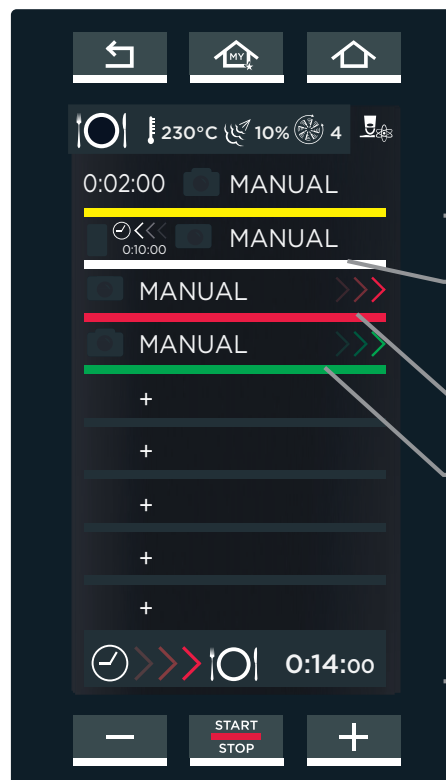 MY
230°C 10% 4
0:02:00 MANUAL
0:10:00 MANUAL
MANUAL
MANUAL
+
+
+
+
+
0:14:00
START
STOP